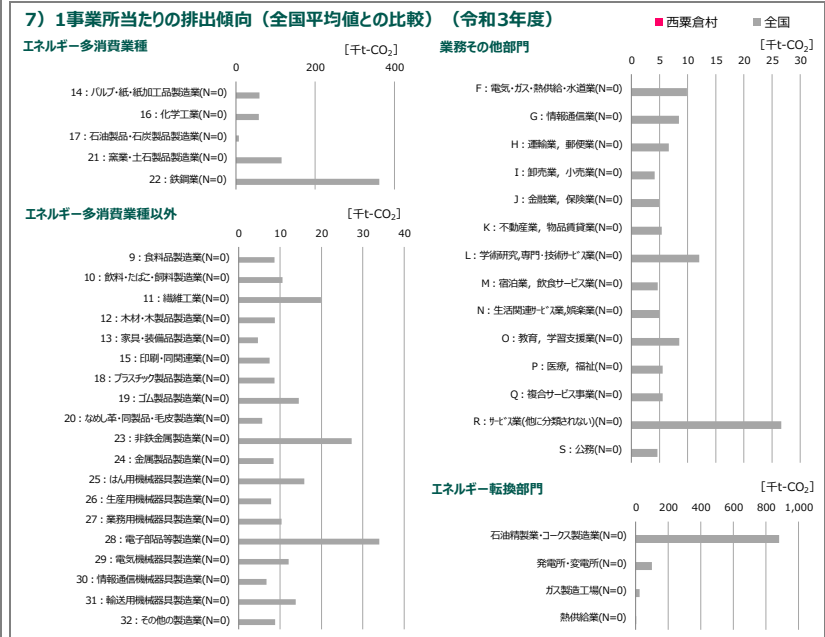 7）1事業所当たりの排出傾向（全国平均値との比較）（令和3年度）
■西粟倉村 ■全国
エネルギー多消費業種
［千t-CO₂］
0 200 400
14：パルプ・紙・紙加工品製造業(N=0)
16：化学工業(N=0)
17：石油製品・石炭製品製造業(N=0)
21：窯業・土石製品製造業(N=0)
22：鉄鋼業(N=0)
エネルギー多消費業種以外
［千t-CO₂］
0 10 20 30 40
9：食料品製造業(N=0)
10：飲料・たばこ・飼料製造業(N=0)
11：繊維工業(N=0)
12：木材・木製品製造業(N=0)
13：家具・装備品製造業(N=0)
15：印刷・同関連業(N=0)
18：プラスチック製品製造業(N=0)
19：ゴム製品製造業(N=0)
20：なめし革・同製品・毛皮製造業(N=0)
23：非鉄金属製造業(N=0)
24：金属製品製造業(N=0)
25：はん用機械器具製造業(N=0)
26：生産用機械器具製造業(N=0)
27：業務用機械器具製造業(N=0)
28：電子部品等製造業(N=0)
29：電気機械器具製造業(N=0)
30：情報通信機械器具製造業(N=0)
31：輸送用機械器具製造業(N=0)
32：その他の製造業(N=0)
業務その他部門
［千t-CO₂］
0 5 10 15 20 25 30
F：電気・ガス・熱供給・水道業(N=0)
G：情報通信業(N=0)
H：運輸業，郵便業(N=0)
I：卸売業，小売業(N=0)
J：金融業，保険業(N=0)
K：不動産業，物品賃貸業(N=0)
L：学術研究,専門・技術ｻｰﾋﾞｽ業(N=0)
M：宿泊業，飲食サービス業(N=0)
N：生活関連ｻｰﾋﾞｽ業,娯楽業(N=0)
O：教育，学習支援業(N=0)
P：医療，福祉(N=0)
Q：複合サービス事業(N=0)
R：ｻｰﾋﾞｽ業(他に分類されない)(N=0)
S：公務(N=0)
エネルギー転換部門
［千t-CO₂］
0 200 400 600 800 1,000
石油精製業・コークス製造業(N=0)
発電所・変電所(N=0)
ガス製造工場(N=0)
熱供給業(N=0)